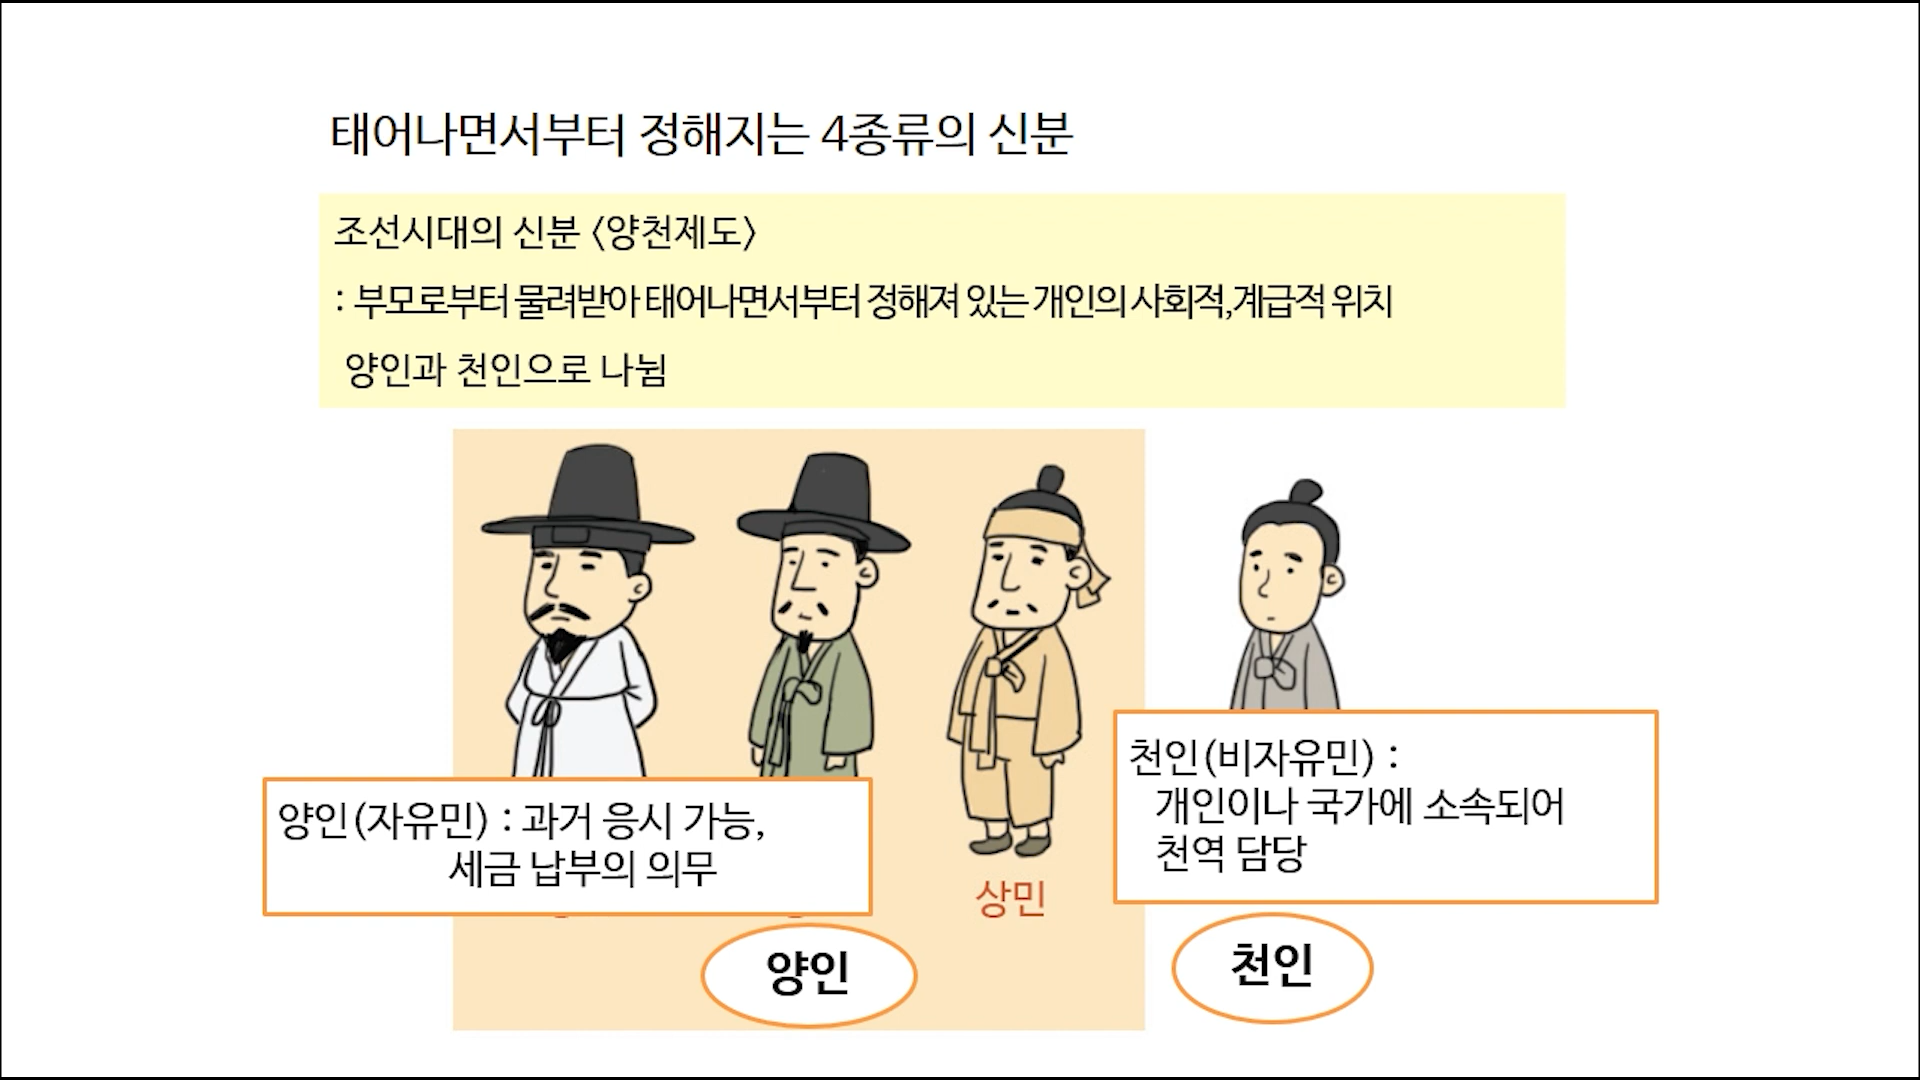 태어나면서부터 정해지는 4종류의 신분
조선시대의 신분 <양천제도>
: 부모로부터 물려받아 태어나면서부터 정해져 있는 개인의 사회적,계급적 위치
양인과 천인으로 나뉨
양인(자유민) : 과거 응시 가능,
세금 납부의 의무
천인(비자유민) :
개인이나 국가에 소속되어
천역 담당
상민
양인
천인